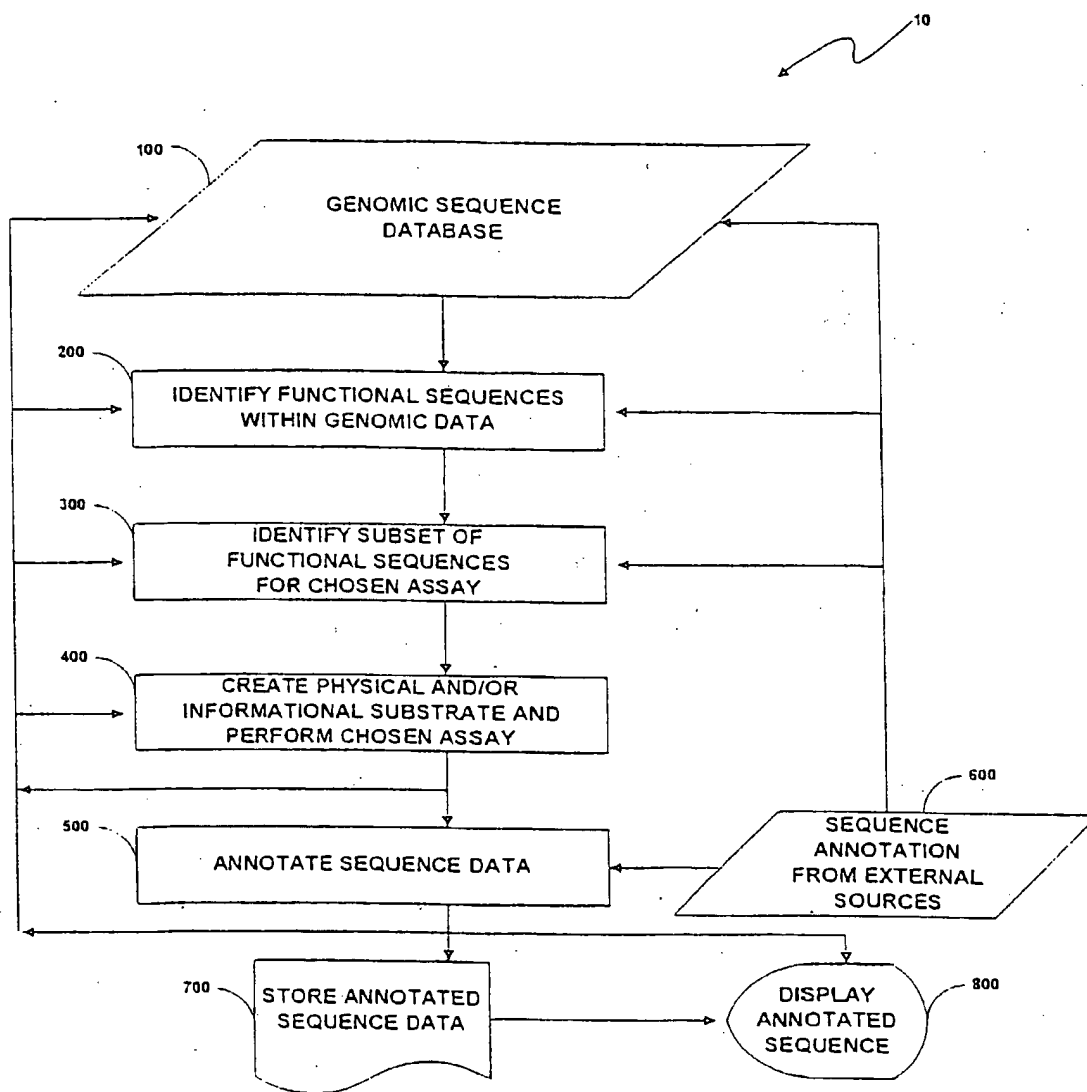 10
100
GENOMIC SEQUENCE
DATABASE
200
IDENTIFY FUNCTIONAL SEQUENCES
WITHIN GENOMIC DATA
300
IDENTIFY SUBSET OF
FUNCTIONAL SEQUENCES
FOR CHOSEN ASSAY
400
CREATE PHYSICAL AND/OR
INFORMATIONAL SUBSTRATE AND
PERFORM CHOSEN ASSAY
600
SEQUENCE
ANNOTATION
FROM EXTERNAL
SOURCES
500
ANNOTATE SEQUENCE DATA
700
STORE ANNOTATED
SEQUENCE DATA
800
DISPLAY
ANNOTATED
SEQUENCE